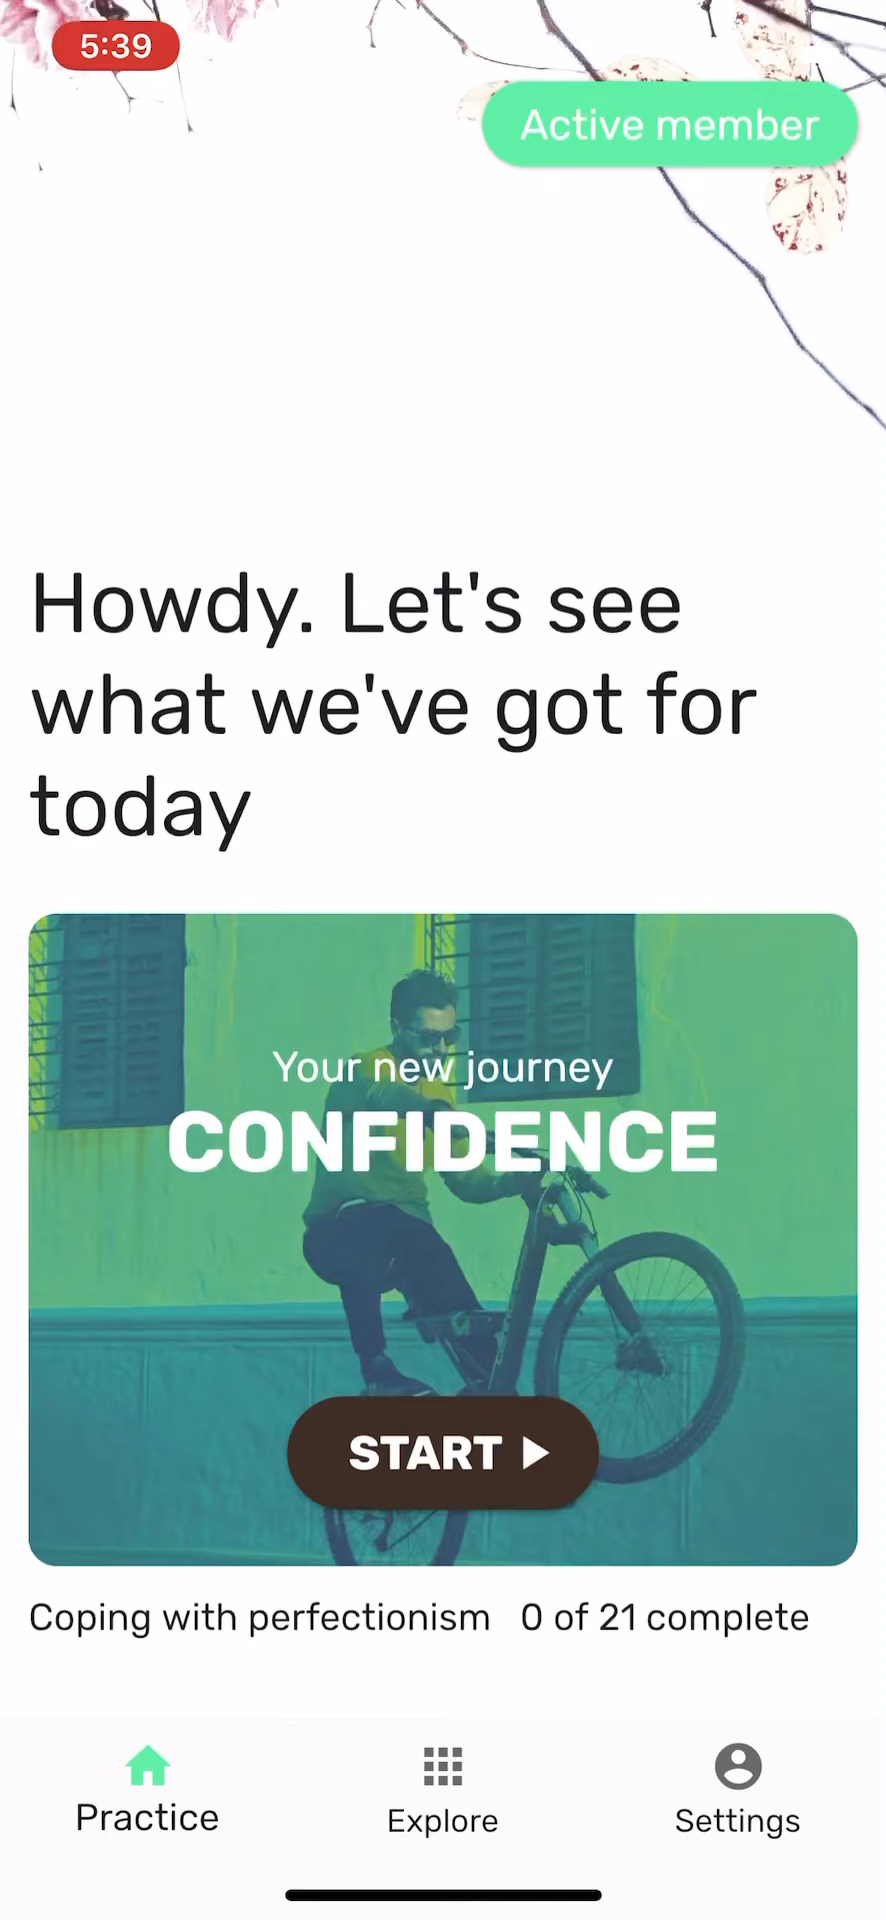 5:39
Active member
Howdy. Let's see
what we've got for
today
Your new journey
CONFIDENCE
START
Coping with perfectionism 0 of 21 complete
Practice
Explore
Settings